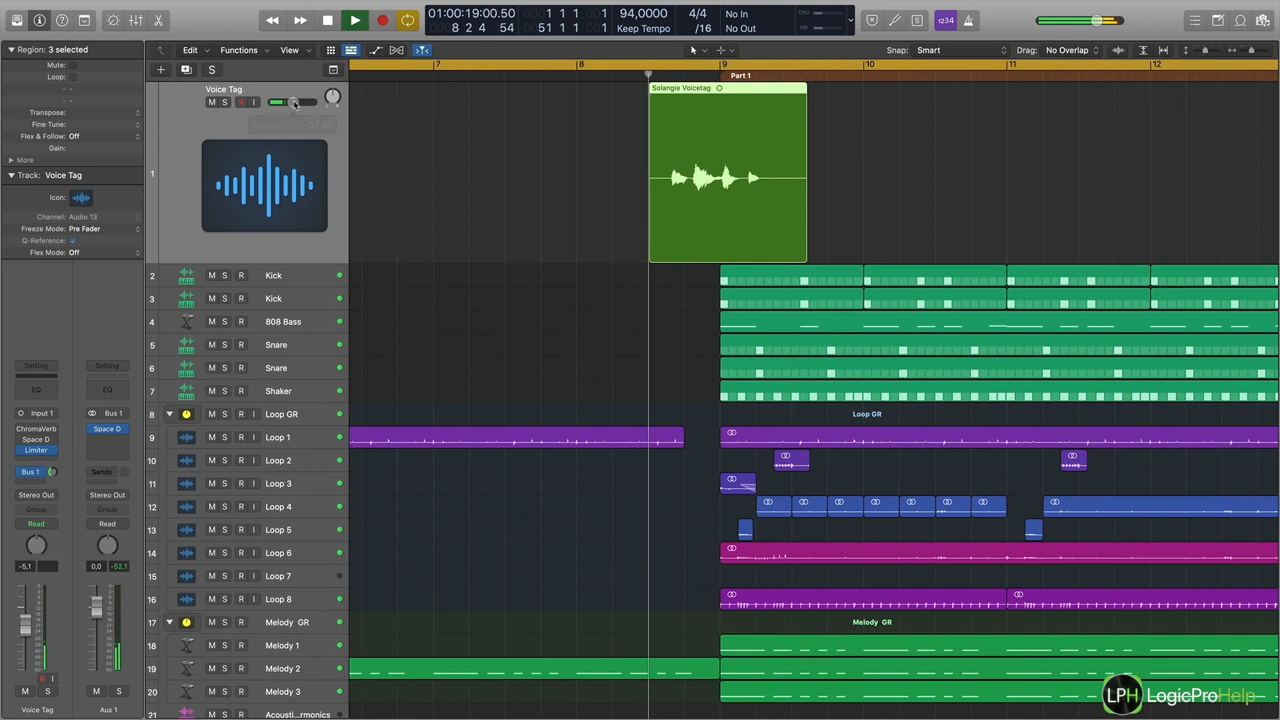 01:00:19:00.50
8 2 4 54
94,0000
Keep Tempo
4/4
/16
No In
No Out
CPU
HD
1234
Region: 3 selected
Mute:
Loop:
Transpose:
Fine Tune:
Flex & Follow: Off
Gain:
More
Track: Voice Tag
Icon:
Channel: Audio 13
Freeze Mode: Pre Fader
Q-Reference:
Flex Mode: Off
Setting
Setting
EQ
EQ
Input 1
Bus 1
ChromaVerb
Space D
Space D
Limiter
Bus 1
Sends
Stereo Out
Stereo Out
Group
Group
Read
Read
-5,1
0,0 -52,1
R I
M S
M S
Voice Tag
Aux 1
Edit
Functions
View
Snap: Smart
Drag: No Overlap
S
7
8
9
10
11
12
Part 1
1
Voice Tag
M S R I
Solangie Voicetag
2 M S R Kick
3 M S R Kick
4 M S R 808 Bass
5 M S R Snare
6 M S R Snare
7 M S R Shaker
8 M S Loop GR
Loop GR
9 M S R I Loop 1
10 M S R I Loop 2
11 M S R I Loop 3
12 M S R I Loop 4
13 M S R I Loop 5
14 M S R I Loop 6
15 M S R I Loop 7
16 M S R I Loop 8
17 M S Melody GR
Melody GR
18 M S R Melody 1
19 M S R Melody 2
20 M S R Melody 3
21 M S R Acousti...rmonics
LPH LogicProHelp